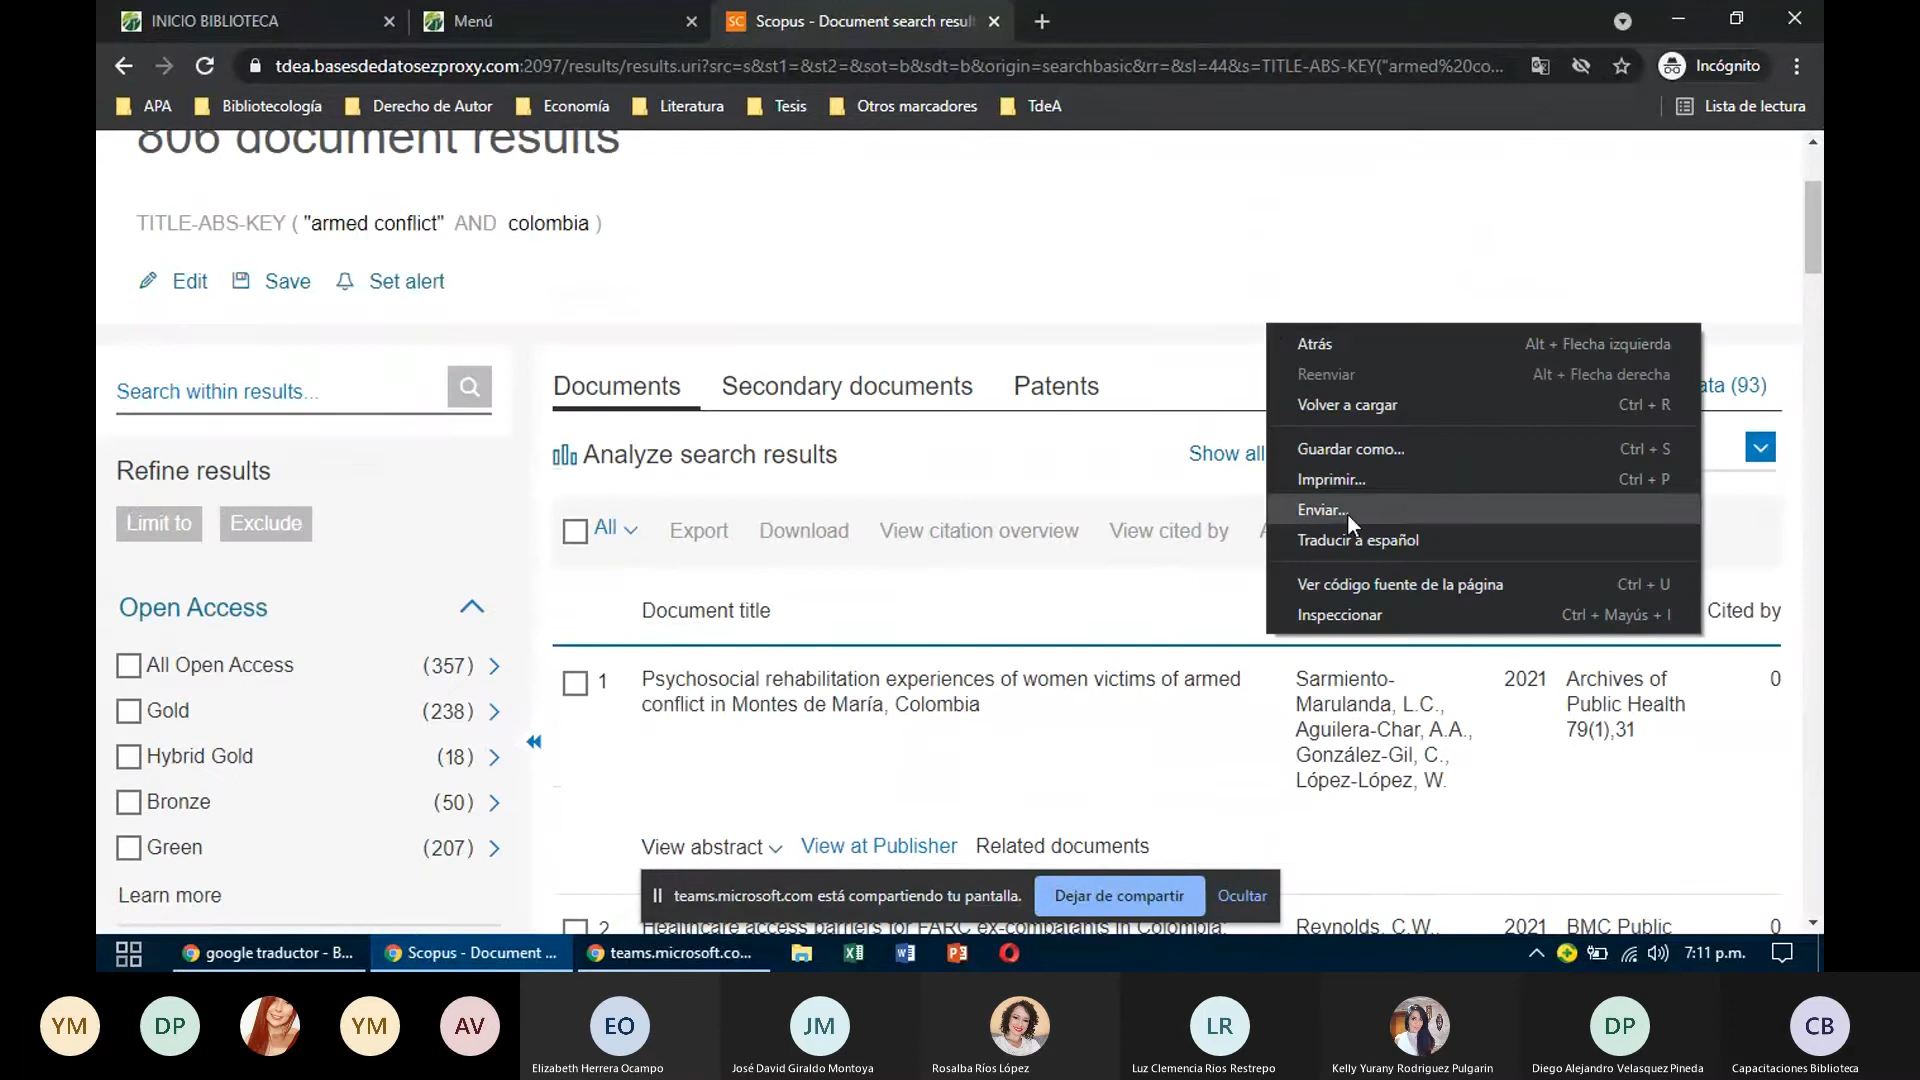 INICIO BIBLIOTECA
Menú
SC Scopus - Document search resul
tdea.basesdedatosezproxy.com:2097/results/results.uri?src=s&st1=&st2=&sot=b&sdt=b&origin=searchbasic&rr=&sl=44&s=TITLE-ABS-KEY("armed%20co...
Incógnito
APA
Bibliotecología
Derecho de Autor
Economía
Literatura
Tesis
Otros marcadores
TdeA
Lista de lectura
806 document results
TITLE-ABS-KEY ( "armed conflict" AND colombia )
Edit
Save
Set alert
Search within results...
Refine results
Limit to
Exclude
Open Access
All Open Access (357)
Gold (238)
Hybrid Gold (18)
Bronze (50)
Green (207)
Learn more
Documents
Secondary documents
Patents
ata (93)
Analyze search results
Show all
All
Export
Download
View citation overview
View cited by
Document title
Cited by
1
Psychosocial rehabilitation experiences of women victims of armed
conflict in Montes de María, Colombia
Sarmiento-
Marulanda, L.C.,
Aguilera-Char, A.A.,
González-Gil, C.,
López-López, W.
2021
Archives of
Public Health
79(1),31
0
View abstract
View at Publisher
Related documents
2
Healthcare access barriers for FARC ex-combatants in Colombia:
Reynolds, C.W.,
2021
BMC Public
0
Atrás Alt + Flecha izquierda
Reenviar Alt + Flecha derecha
Volver a cargar Ctrl + R
Guardar como... Ctrl + S
Imprimir... Ctrl + P
Enviar...
Traducir a español
Ver código fuente de la página Ctrl + U
Inspeccionar Ctrl + Mayús + I
teams.microsoft.com está compartiendo tu pantalla.
Dejar de compartir
Ocultar
google traductor - B...
Scopus - Document ...
teams.microsoft.co...
7:11 p.m.
YM
DP
YM
AV
EO
JM
LR
DP
CB
Elizabeth Herrera Ocampo
José David Giraldo Montoya
Rosalba Ríos López
Luz Clemencia Rios Restrepo
Kelly Yurany Rodriguez Pulgarin
Diego Alejandro Velasquez Pineda
Capacitaciones Biblioteca